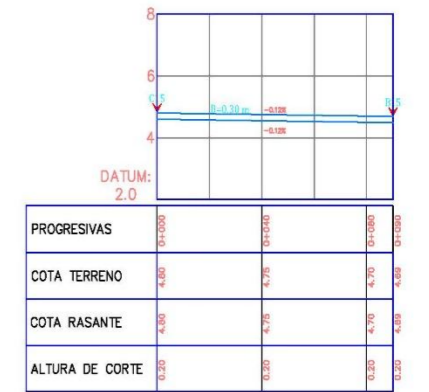 8
6
C-5
B-5
B=0.30 m
-0.12%
-0.12%
4
DATUM:
2.0
PROGRESIVAS 0+000 0+040 0+080 0+090
COTA TERRENO 4.80 4.75 4.70 4.69
COTA RASANTE 4.80 4.75 4.70 4.69
ALTURA DE CORTE 0.20 0.20 0.20 0.20